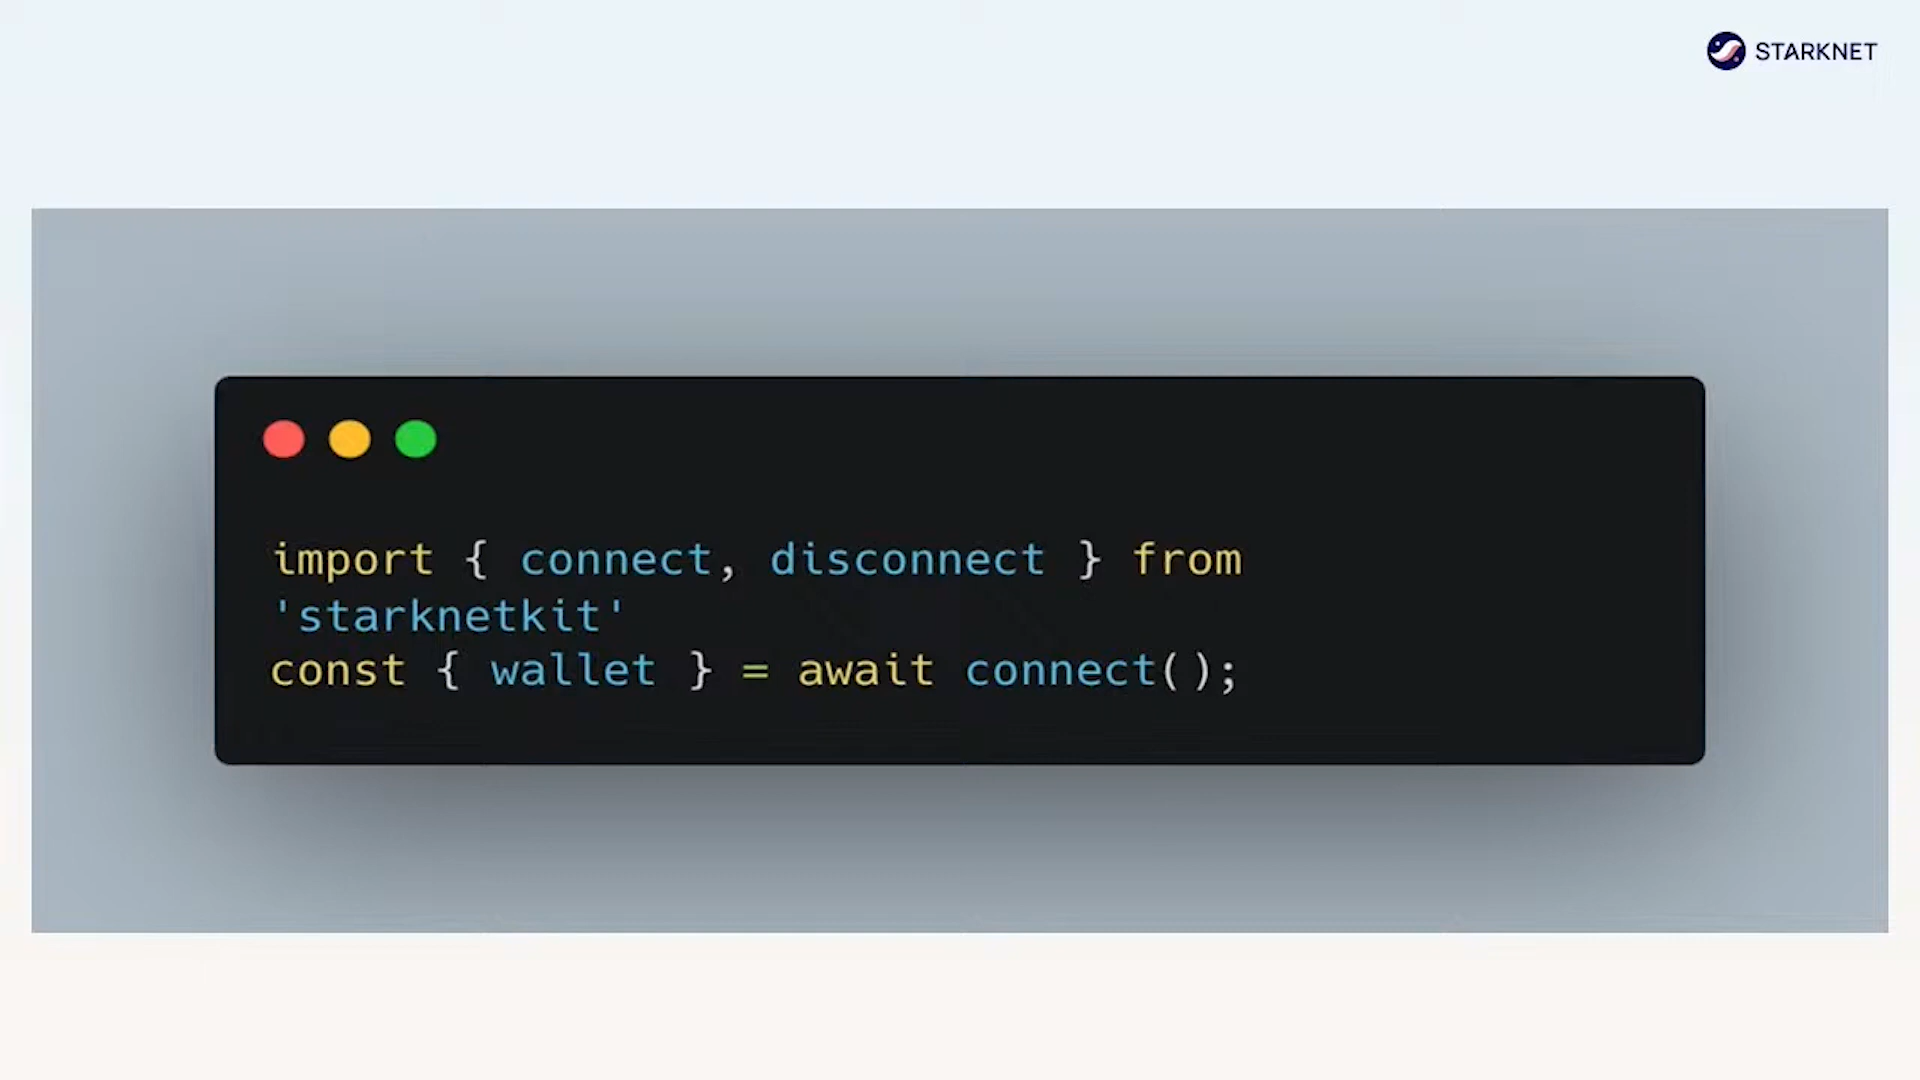 STARKNET
import { connect, disconnect } from
'starknetkit'
const { wallet } = await connect();